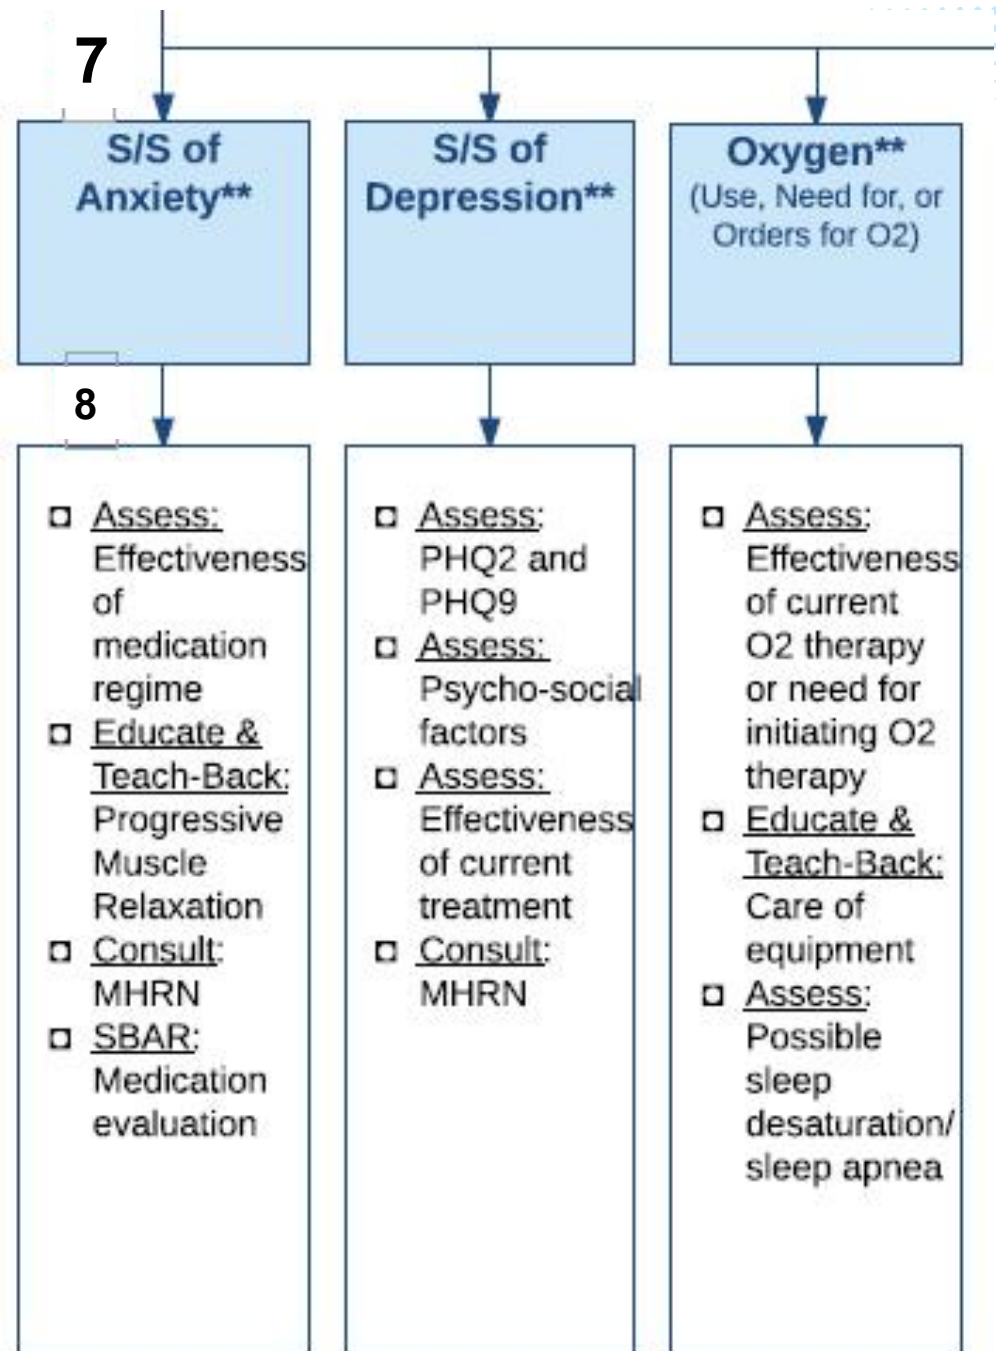 7
S/S of
Anxiety**
S/S of
Depression**
Oxygen**
(Use, Need for, or
Orders for O2)
8
Assess:
Effectiveness
of
medication
regime
Educate &
Teach-Back:
Progressive
Muscle
Relaxation
Consult:
MHRN
SBAR:
Medication
evaluation
Assess:
PHQ2 and
PHQ9
Assess:
Psycho-social
factors
Assess:
Effectiveness
of current
treatment
Consult:
MHRN
Assess:
Effectiveness
of current
O2 therapy
or need for
initiating O2
therapy
Educate &
Teach-Back:
Care of
equipment
Assess:
Possible
sleep
desaturation/
sleep apnea